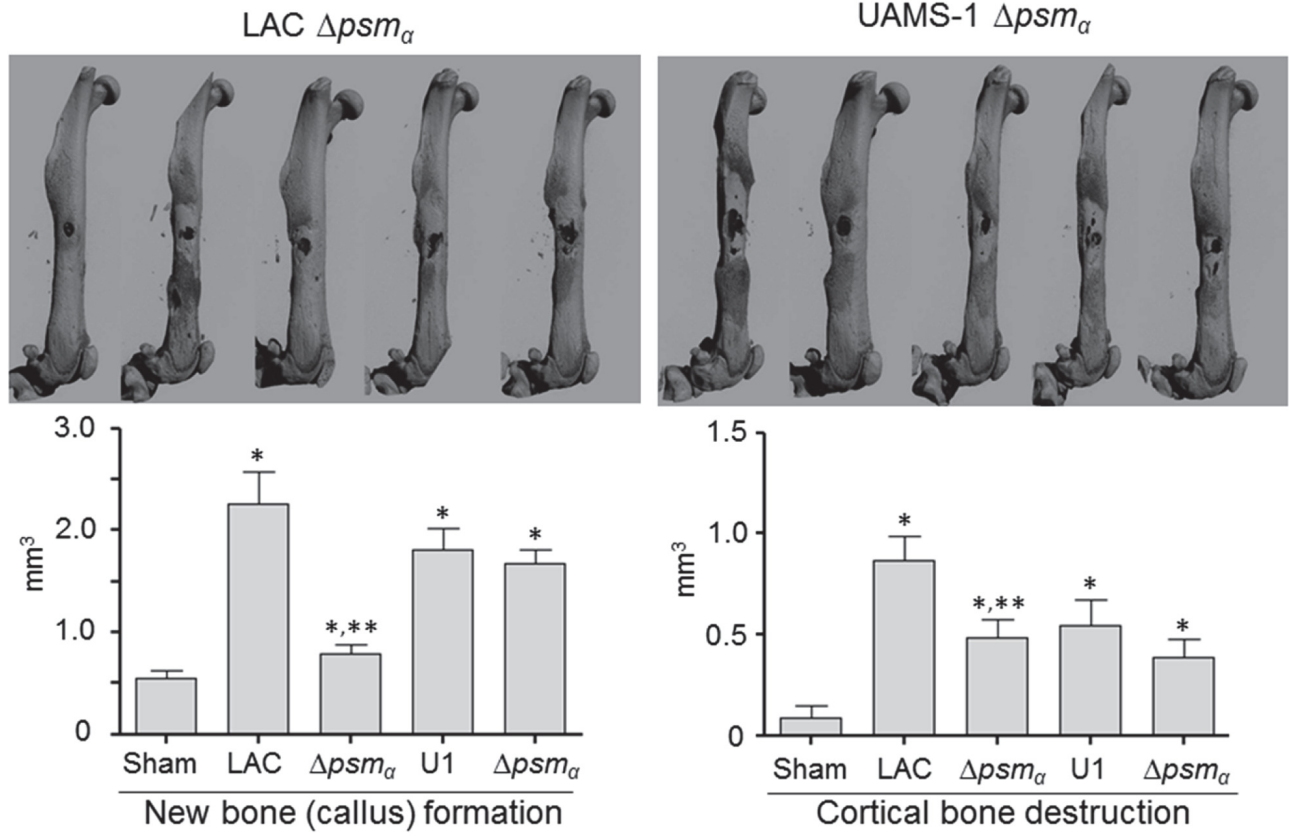 LAC Δpsmα
UAMS-1 Δpsmα
3.0
2.0
1.0
0
mm³
*
*,**
*
*
Sham LAC Δpsmα U1 Δpsmα
New bone (callus) formation
1.5
1.0
0.5
0
mm³
*
*,**
*
*
Sham LAC Δpsmα U1 Δpsmα
Cortical bone destruction